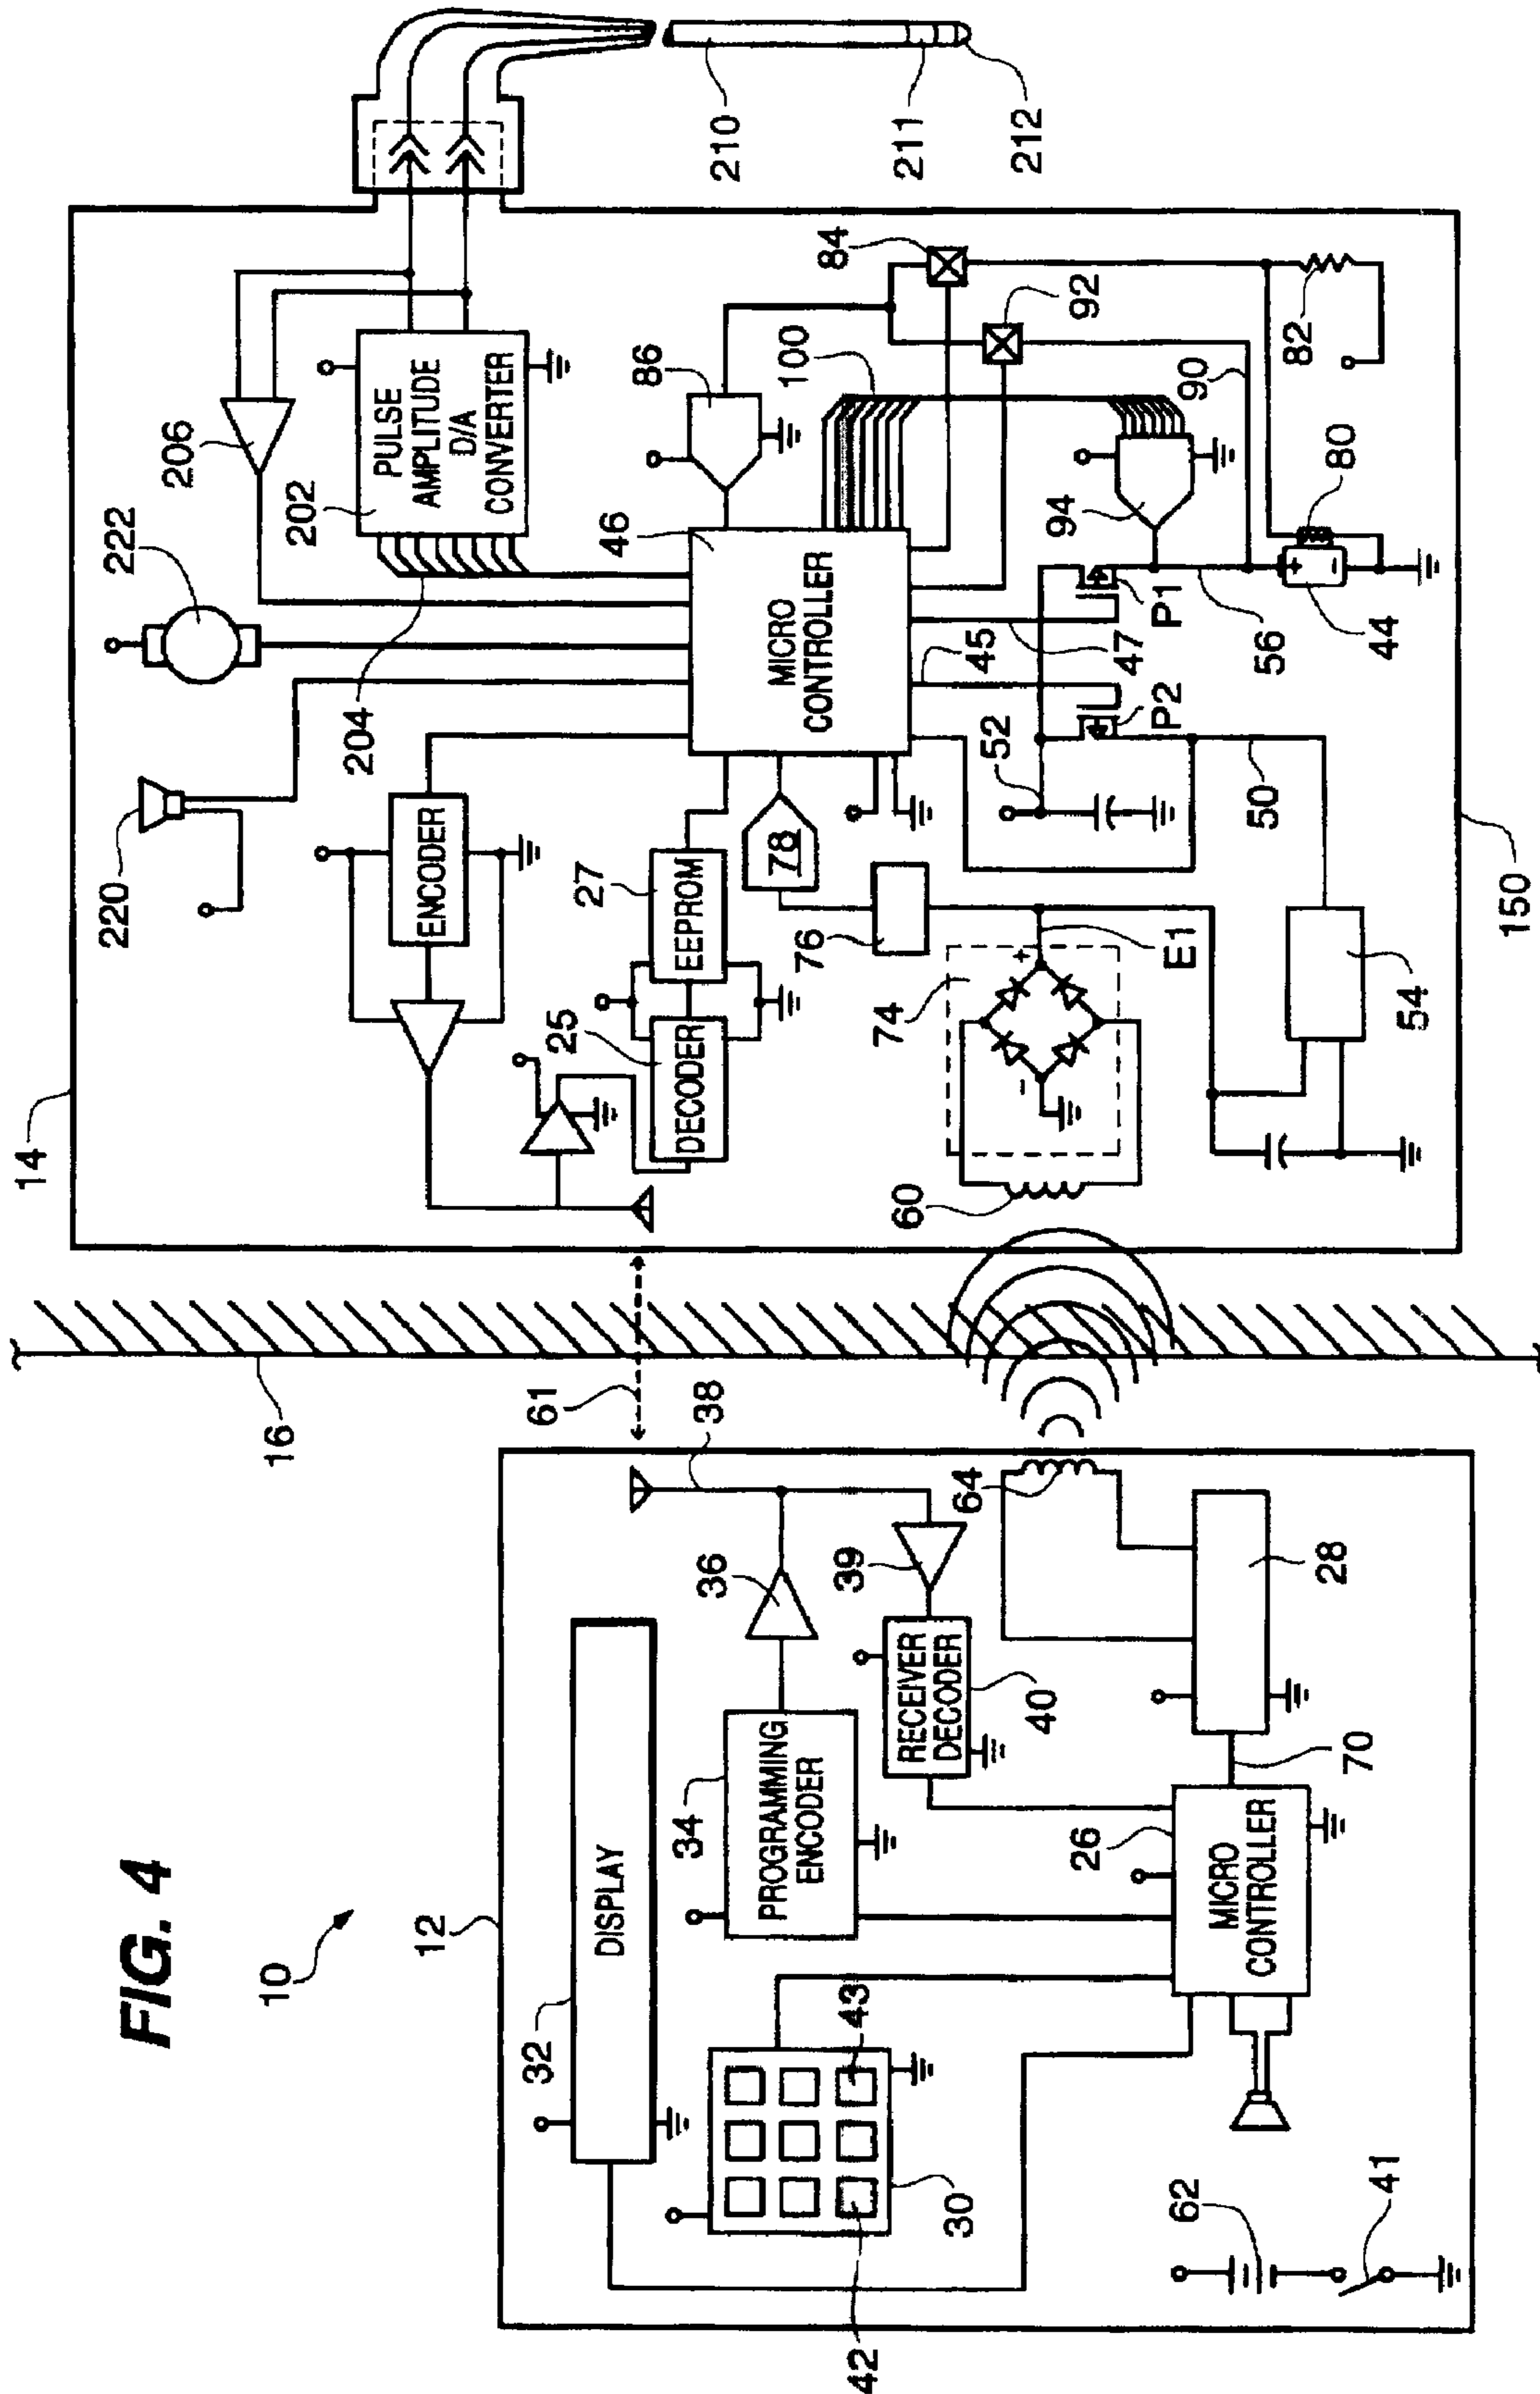 FIG. 4
10
12
32
DISPLAY
34
PROGRAMMING
ENCODER
36
38
39
RECEIVER
DECODER
40
42
43
30
26
MICRO
CONTROLLER
70
28
64
62
41
16
61
14
220
222
206
202
PULSE
AMPLITUDE
D/A
CONVERTER
204
ENCODER
25
DECODER
27
EEPROM
46
MICRO
CONTROLLER
86
84
92
100
78
76
74
+
-
E1
60
52
45
47
P2
P1
50
54
94
90
56
+
-
44
80
82
150
210
211
212